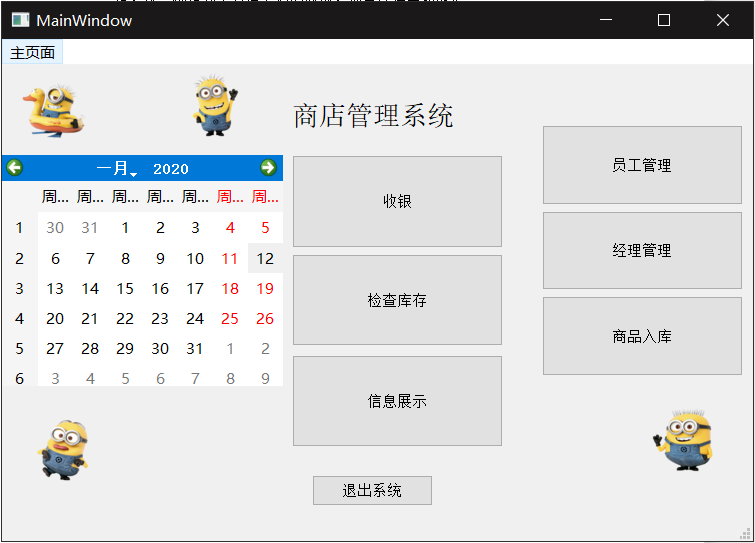 MainWindow
主页面
商店管理系统
一月 2020
周... 周... 周... 周... 周... 周... 周...
1 30 31 1 2 3 4 5
2 6 7 8 9 10 11 12
3 13 14 15 16 17 18 19
4 20 21 22 23 24 25 26
5 27 28 29 30 31 1 2
6 3 4 5 6 7 8 9
收银
检查库存
信息展示
退出系统
员工管理
经理管理
商品入库